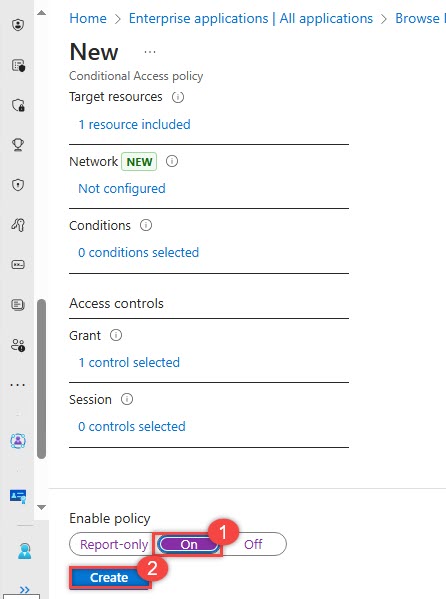 Home > Enterprise applications | All applications > Browse
New ...
Conditional Access policy
Target resources
1 resource included
Network NEW
Not configured
Conditions
0 conditions selected
Access controls
Grant
1 control selected
Session
0 controls selected
Enable policy
1
Report-only On Off
Create 2